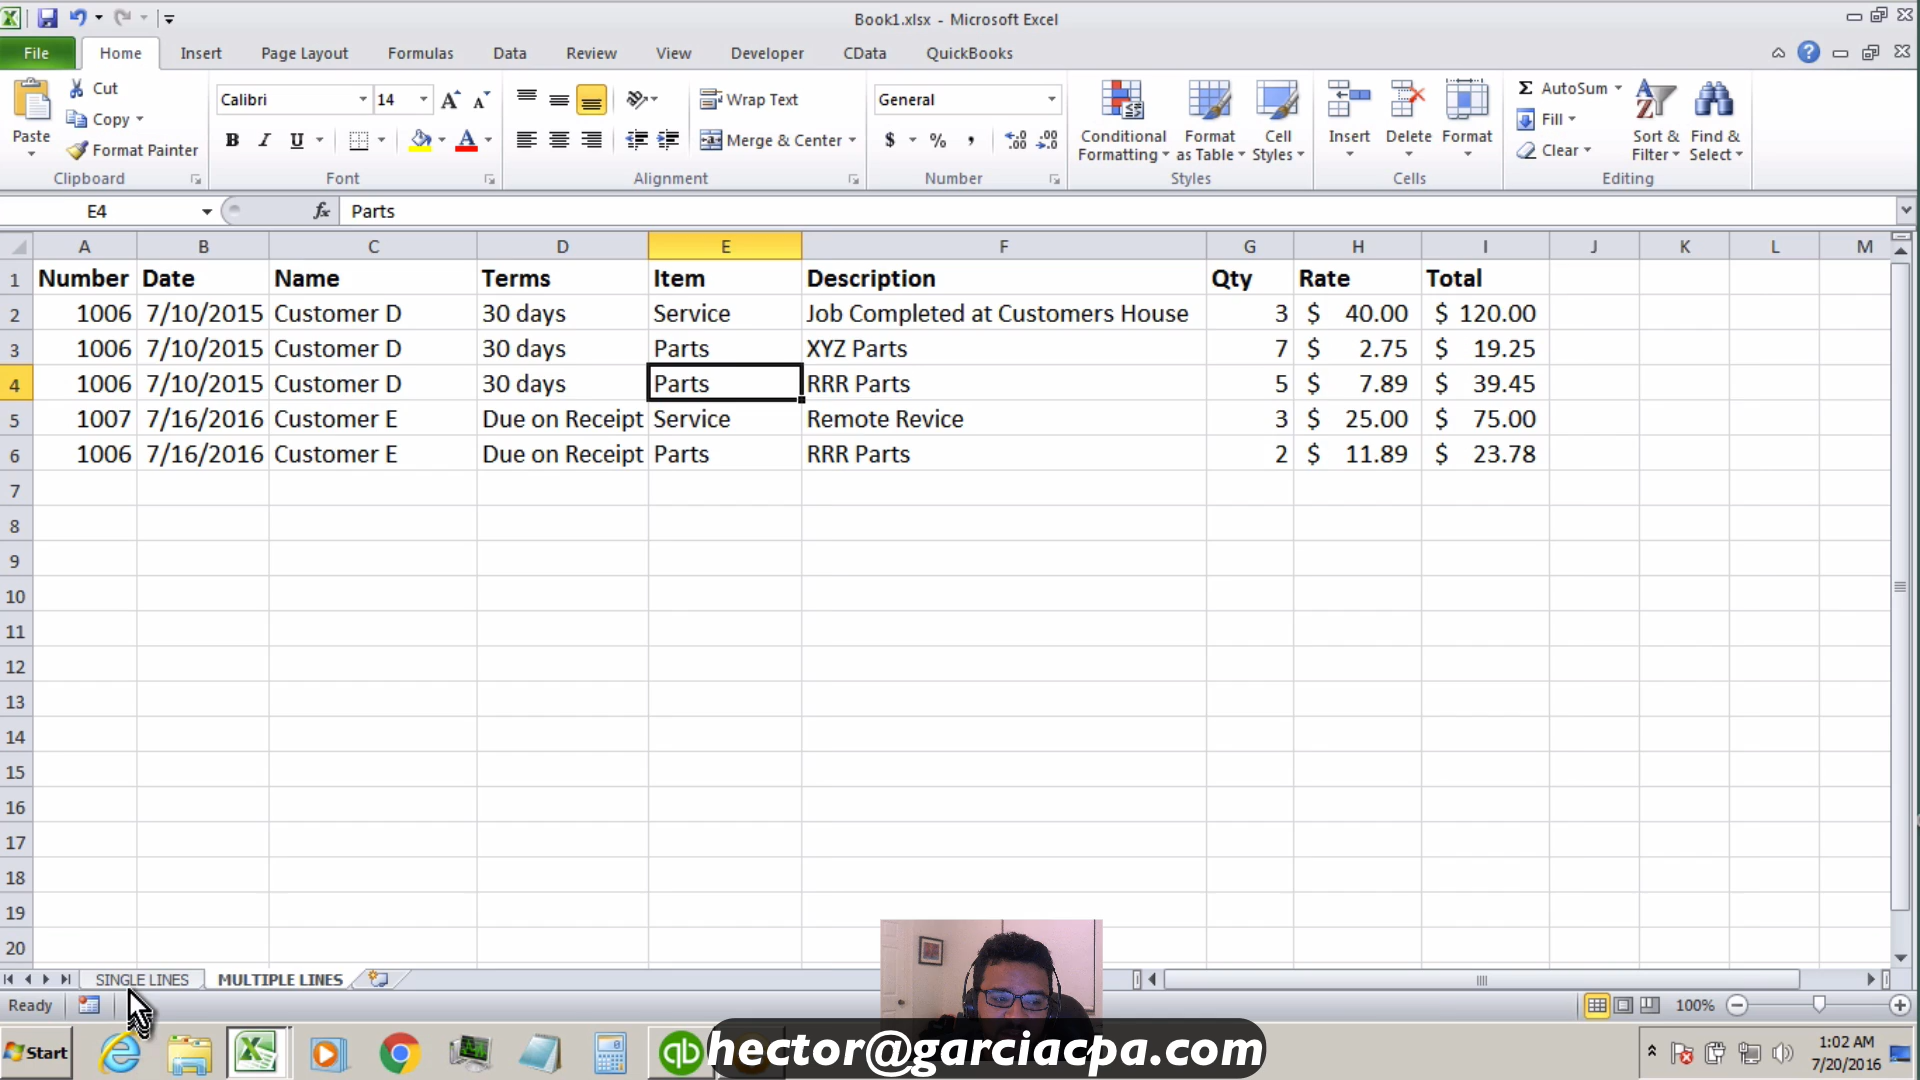 Book1.xlsx - Microsoft Excel
File Home Insert Page Layout Formulas Data Review View Developer CData QuickBooks
Paste
Cut
Copy
Format Painter
Clipboard
Calibri 14
B I U A
Font
Wrap Text
Merge & Center
Alignment
General
$ % ,
Number
Conditional Formatting
Format as Table
Cell Styles
Styles
Insert Delete Format
Cells
Σ AutoSum
Fill
Clear
Sort & Filter
Find & Select
Editing
E4 fx Parts
A B C D E F G H I J K L M
1 Number Date Name Terms Item Description Qty Rate Total
2 1006 7/10/2015 Customer D 30 days Service Job Completed at Customers House 3 $ 40.00 $ 120.00
3 1006 7/10/2015 Customer D 30 days Parts XYZ Parts 7 $ 2.75 $ 19.25
4 1006 7/10/2015 Customer D 30 days Parts RRR Parts 5 $ 7.89 $ 39.45
5 1007 7/16/2016 Customer E Due on Receipt Service Remote Revice 3 $ 25.00 $ 75.00
6 1006 7/16/2016 Customer E Due on Receipt Parts RRR Parts 2 $ 11.89 $ 23.78
7
8
9
10
11
12
13
14
15
16
17
18
19
20
SINGLE LINES MULTIPLE LINES
Ready 100%
Start qb hector@garciacpa.com
1:02 AM
7/20/2016